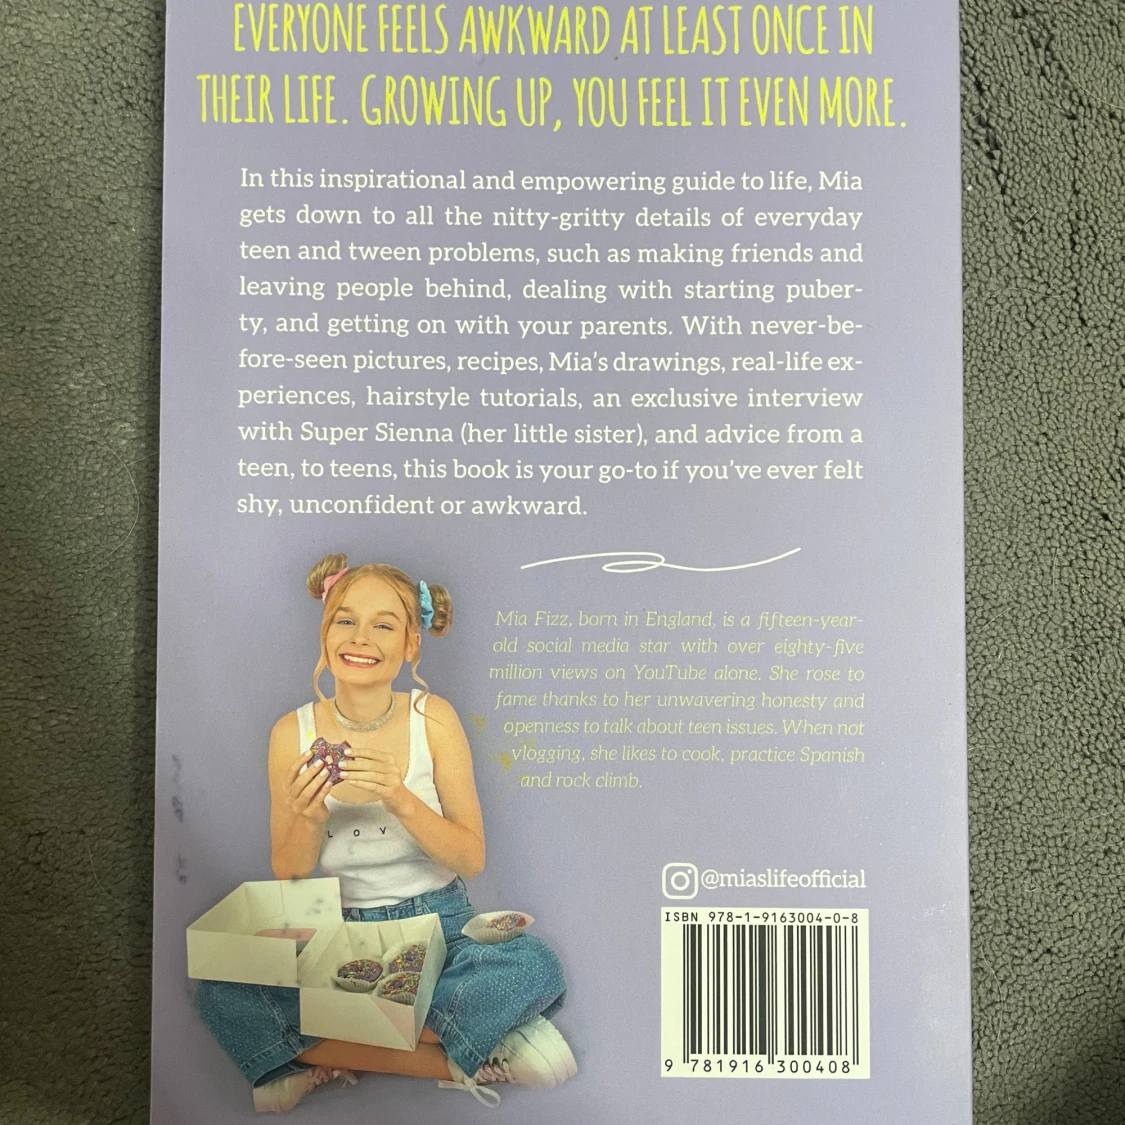 EVERYONE FEELS AWKWARD AT LEAST ONCE IN
THEIR LIFE. GROWING UP, YOU FEEL IT EVEN MORE.
In this inspirational and empowering guide to life, Mia
gets down to all the nitty-gritty details of everyday
teen and tween problems, such as making friends and
leaving people behind, dealing with starting puber-
ty, and getting on with your parents. With never-be-
fore-seen pictures, recipes, Mia's drawings, real-life ex-
periences, hairstyle tutorials, an exclusive interview
with Super Sienna (her little sister), and advice from a
teen, to teens, this book is your go-to if you've ever felt
shy, unconfident or awkward.
Mia Fizz, born in England, is a fifteen-year-
old social media star with over eighty-five
million views on YouTube alone. She rose to
fame thanks to her unwavering honesty and
openness to talk about teen issues. When not
vlogging, she likes to cook, practice Spanish
and rock climb.
L O V
@miaslifeofficial
ISBN 978-1-9163004-0-8
9 781916 300408